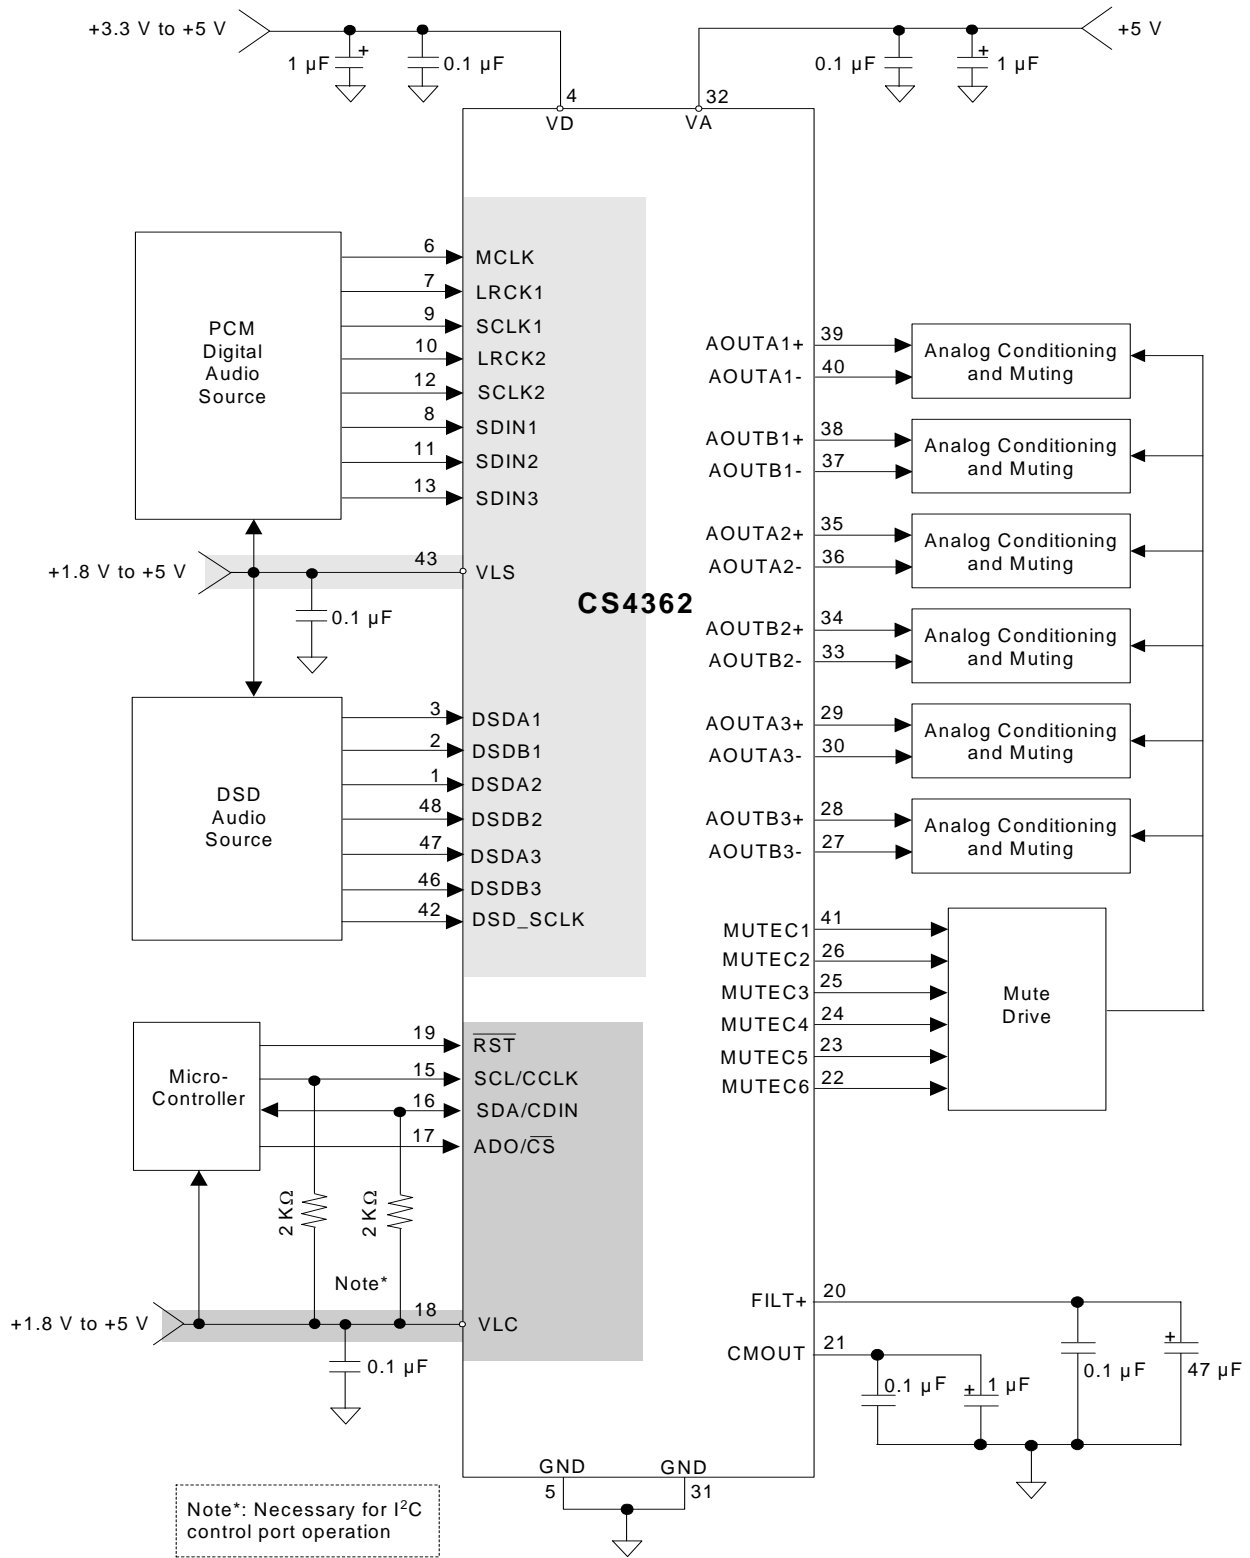 +3.3 V to +5 V
1 µF
+
0.1 µF
4
VD
32
VA
0.1 µF
+
1 µF
+5 V
PCM
Digital
Audio
Source
6
MCLK
7
LRCK1
9
SCLK1
10
LRCK2
12
SCLK2
8
SDIN1
11
SDIN2
13
SDIN3
+1.8 V to +5 V
43
VLS
0.1 µF
CS4362
DSD
Audio
Source
3
DSDA1
2
DSDB1
1
DSDA2
48
DSDB2
47
DSDA3
46
DSDB3
42
DSD_SCLK
Micro-
Controller
19
RST
15
SCL/CCLK
16
SDA/CDIN
17
ADO/CS
2 KΩ
2 KΩ
Note*
+1.8 V to +5 V
18
VLC
0.1 µF
AOUTA1+
39
AOUTA1-
40
Analog Conditioning
and Muting
AOUTB1+
38
AOUTB1-
37
Analog Conditioning
and Muting
AOUTA2+
35
AOUTA2-
36
Analog Conditioning
and Muting
AOUTB2+
34
AOUTB2-
33
Analog Conditioning
and Muting
AOUTA3+
29
AOUTA3-
30
Analog Conditioning
and Muting
AOUTB3+
28
AOUTB3-
27
Analog Conditioning
and Muting
MUTEC1
41
MUTEC2
26
MUTEC3
25
MUTEC4
24
MUTEC5
23
MUTEC6
22
Mute
Drive
FILT+
20
CMOUT
21
0.1 µF
+
1 µF
0.1 µF
+
47 µF
GND
5
GND
31
Note*: Necessary for I²C
control port operation